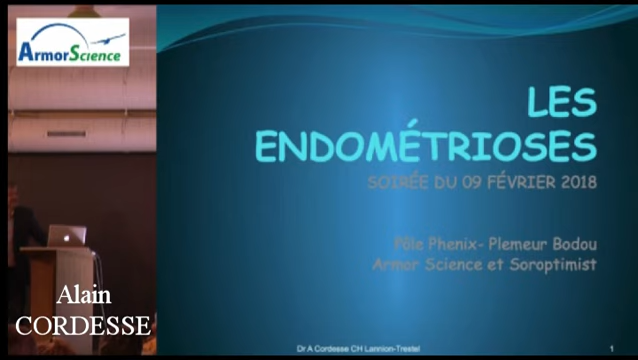 ArmorScience
LES
ENDOMÉTRIOSES
SOIRÉE DU 09 FÉVRIER 2018
Pôle Phenix- Plemeur Bodou
Armor Science et Soroptimist
Alain
CORDESSE
Dr A Cordesse CH Lannion-Trestel
1